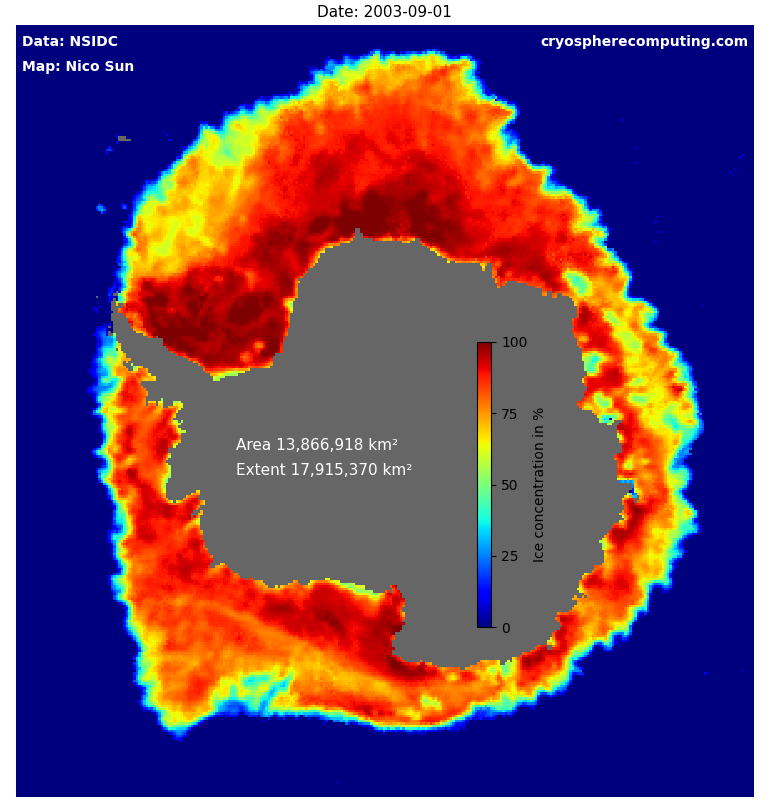 Date: 2003-09-01
Data: NSIDC
cryospherecomputing.com
Map: Nico Sun
100
75
50
25
0
Ice concentration in %
Area 13,866,918 km²
Extent 17,915,370 km²